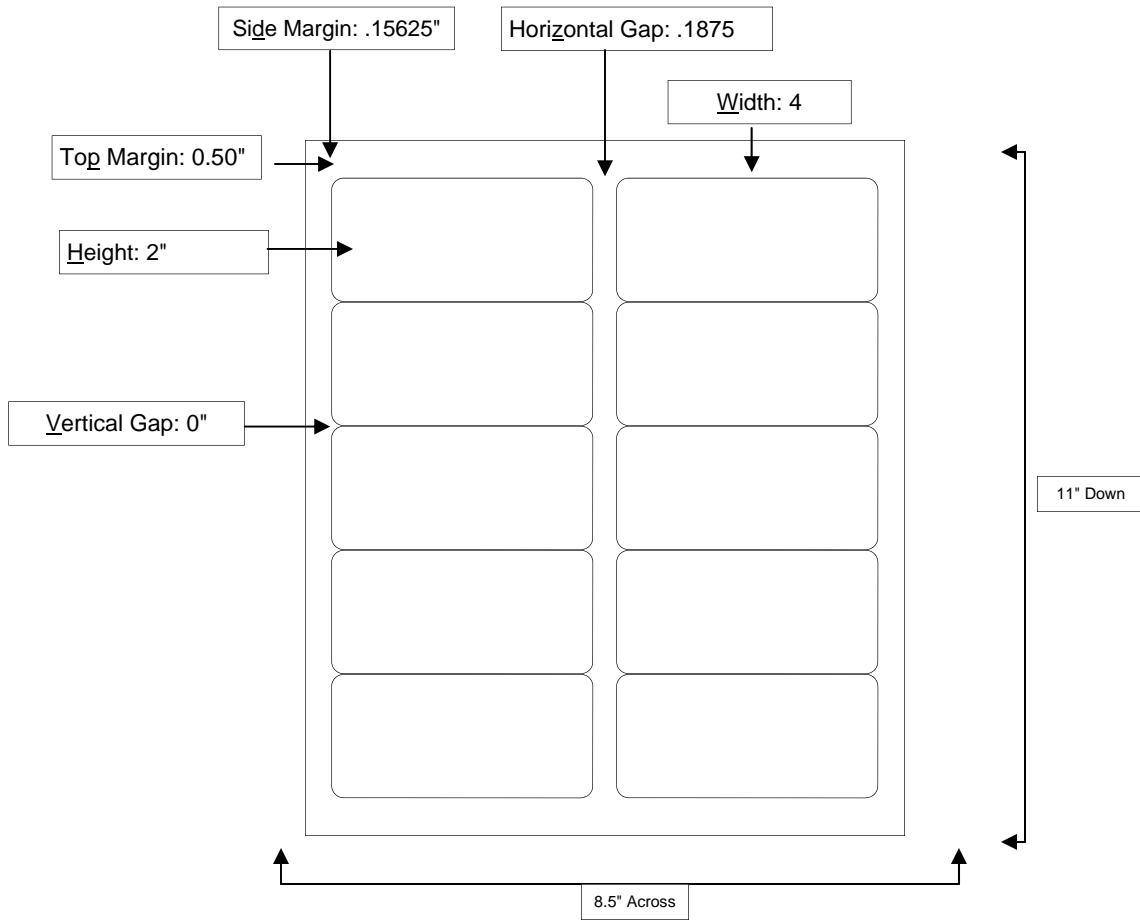 Side Margin: .15625"
Horizontal Gap: .1875
Width: 4
Top Margin: 0.50"
Height: 2"
Vertical Gap: 0"
11" Down
8.5" Across